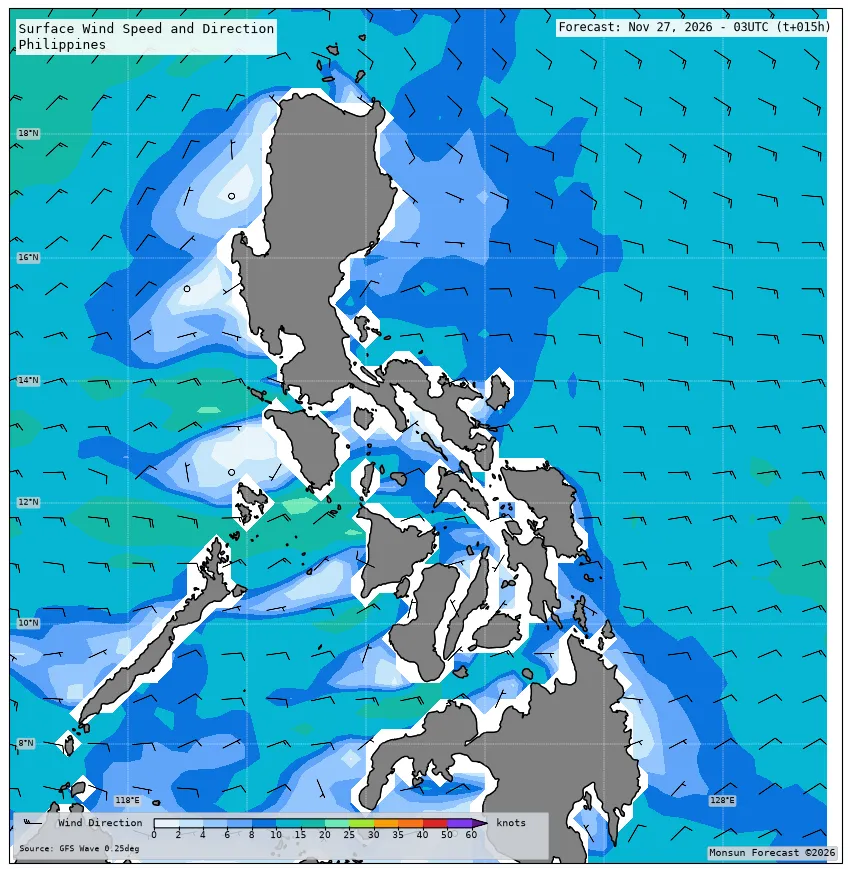 Surface Wind Speed and Direction
Philippines
Forecast: Nov 27, 2026 - 03UTC (t+015h)
18°N
16°N
14°N
12°N
10°N
8°N
118°E
128°E
Wind Direction
knots
0 2 4 6 8 10 15 20 25 30 35 40 50 60
Source: GFS Wave 0.25deg
Monsun Forecast ©2026